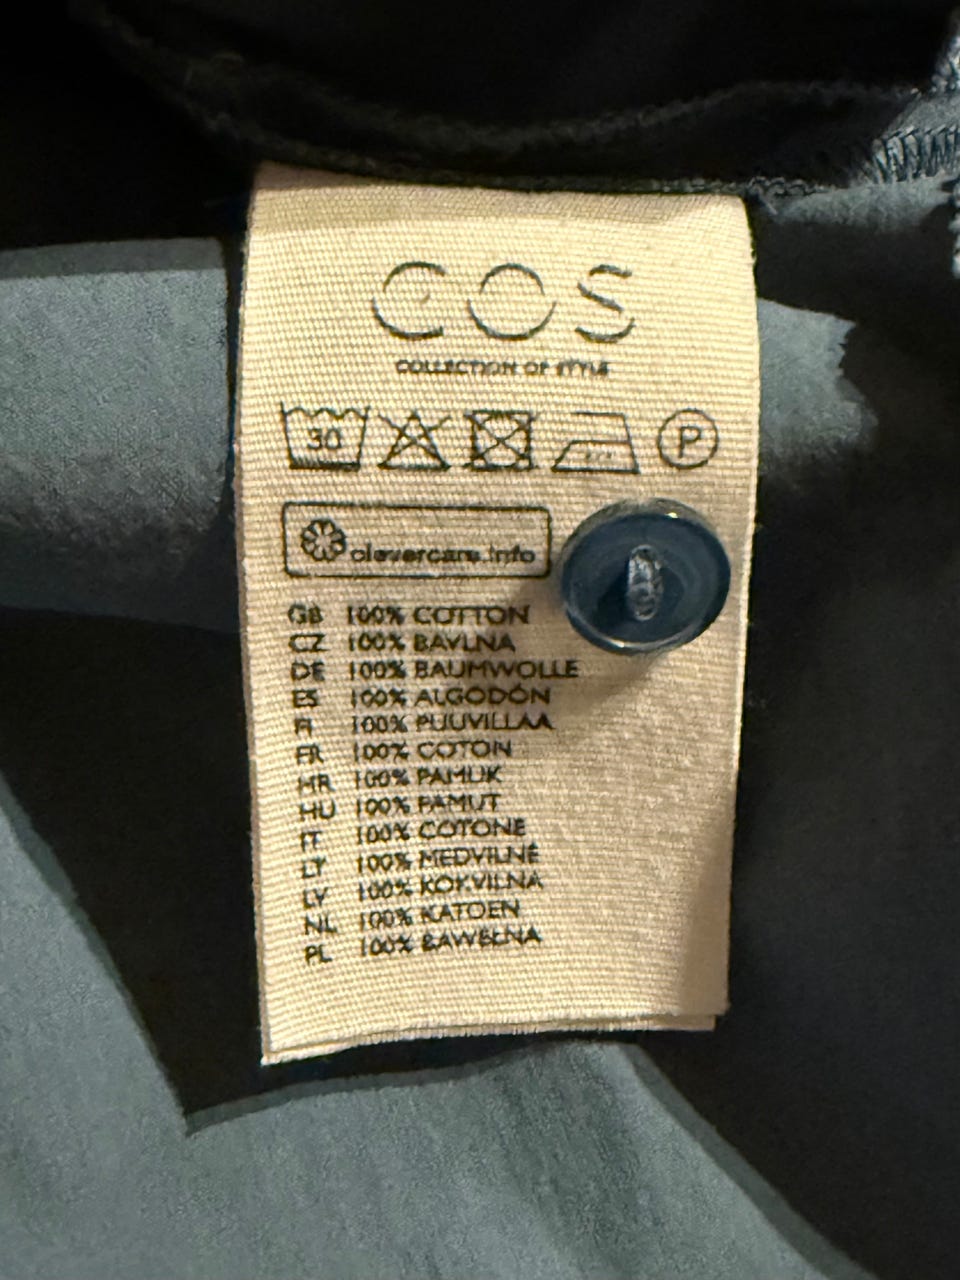 COS
COLLECTION OF STYLE
30 P
clevercare.info
GB 100% COTTON
CZ 100% BAVLNA
DE 100% BAUMWOLLE
ES 100% ALGODÓN
FI 100% PUUVILLAA
FR 100% COTON
HR 100% PAMUK
HU 100% PAMUT
IT 100% COTONE
LT 100% MEDVILNĖ
LV 100% KOKVILNA
NL 100% KATOEN
PL 100% BAWEŁNA